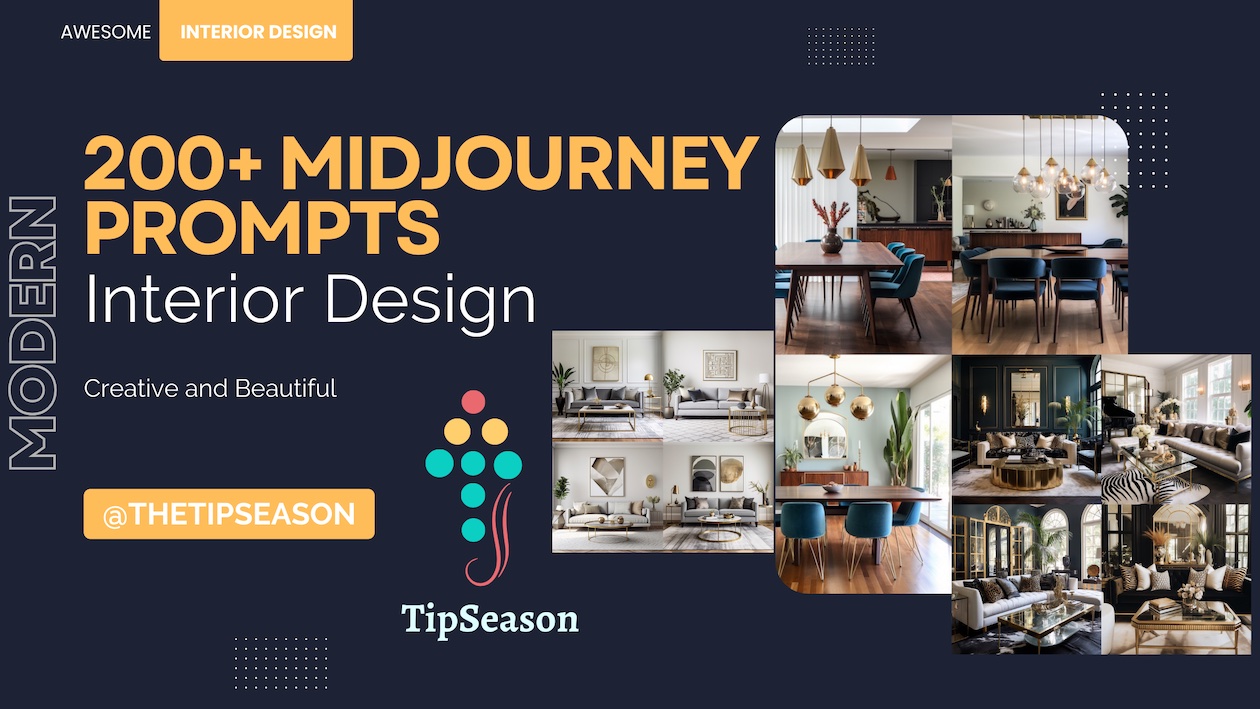 AWESOME
INTERIOR DESIGN
200+ MIDJOURNEY
PROMPTS
Interior Design
MODERN
Creative and Beautiful
@THETIPSEASON
TipSeason